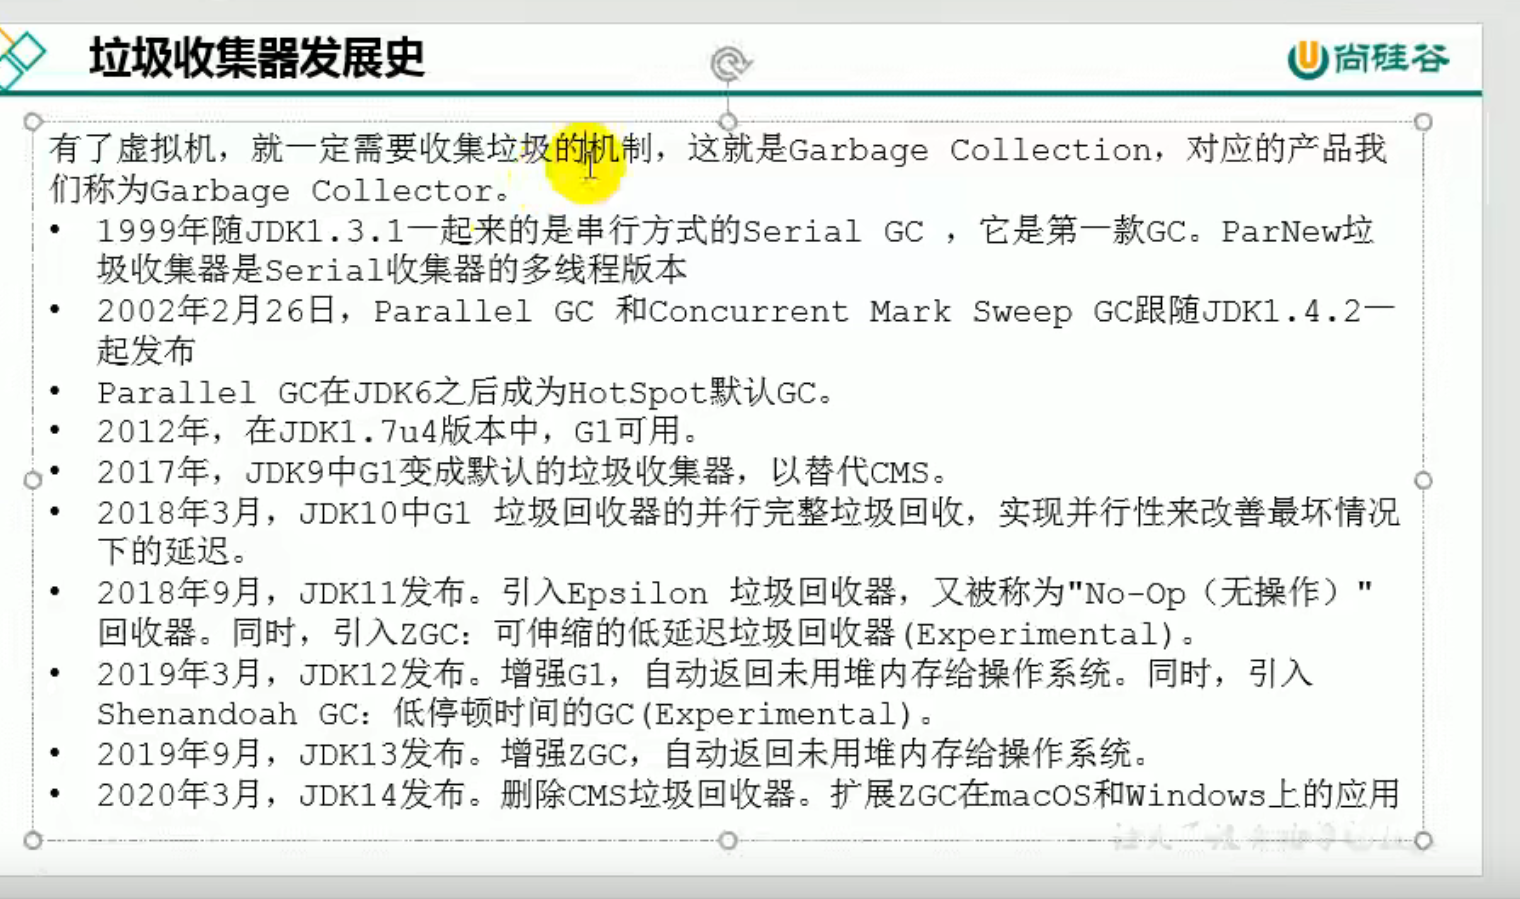 垃圾收集器发展史
尚硅谷
有了虚拟机，就一定需要收集垃圾的机制，这就是Garbage Collection，对应的产品我
们称为Garbage Collector。
• 1999年随JDK1.3.1一起来的是串行方式的Serial GC ，它是第一款GC。ParNew垃
圾收集器是Serial收集器的多线程版本
• 2002年2月26日，Parallel GC 和Concurrent Mark Sweep GC跟随JDK1.4.2一
起发布
• Parallel GC在JDK6之后成为HotSpot默认GC。
• 2012年，在JDK1.7u4版本中，G1可用。
• 2017年，JDK9中G1变成默认的垃圾收集器，以替代CMS。
• 2018年3月，JDK10中G1 垃圾回收器的并行完整垃圾回收，实现并行性来改善最坏情况
下的延迟。
• 2018年9月，JDK11发布。引入Epsilon 垃圾回收器，又被称为"No-Op（无操作）"
回收器。同时，引入ZGC：可伸缩的低延迟垃圾回收器(Experimental)。
• 2019年3月，JDK12发布。增强G1，自动返回未用堆内存给操作系统。同时，引入
Shenandoah GC：低停顿时间的GC(Experimental)。
• 2019年9月，JDK13发布。增强ZGC，自动返回未用堆内存给操作系统。
• 2020年3月，JDK14发布。删除CMS垃圾回收器。扩展ZGC在macOS和Windows上的应用